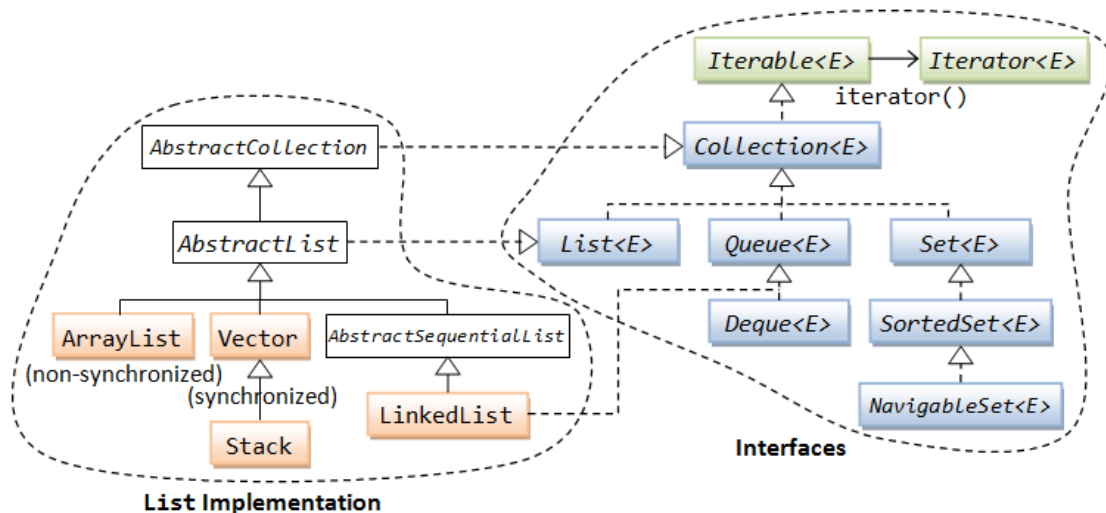 Iterable<E>
Iterator<E>
iterator()
AbstractCollection
Collection<E>
AbstractList
List<E>
Queue<E>
Set<E>
ArrayList
Vector
AbstractSequentialList
Deque<E>
SortedSet<E>
(non-synchronized)
(synchronized)
LinkedList
NavigableSet<E>
Stack
Interfaces
List Implementation